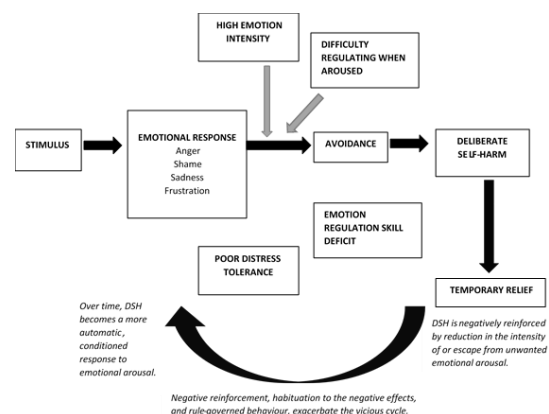 HIGH EMOTION
INTENSITY
DIFFICULTY
REGULATING WHEN
AROUSED
STIMULUS
EMOTIONAL RESPONSE
Anger
Shame
Sadness
Frustration
AVOIDANCE
DELIBERATE
SELF-HARM
EMOTION
REGULATION SKILL
DEFICIT
POOR DISTRESS
TOLERANCE
TEMPORARY RELIEF
Over time, DSH
becomes a more
automatic,
conditioned
response to
emotional arousal.
DSH is negatively reinforced
by reduction in the intensity
of or escape from unwanted
emotional arousal.
Negative reinforcement, habituation to the negative effects,
and rule-governed behaviour, exacerbate the vicious cycle.